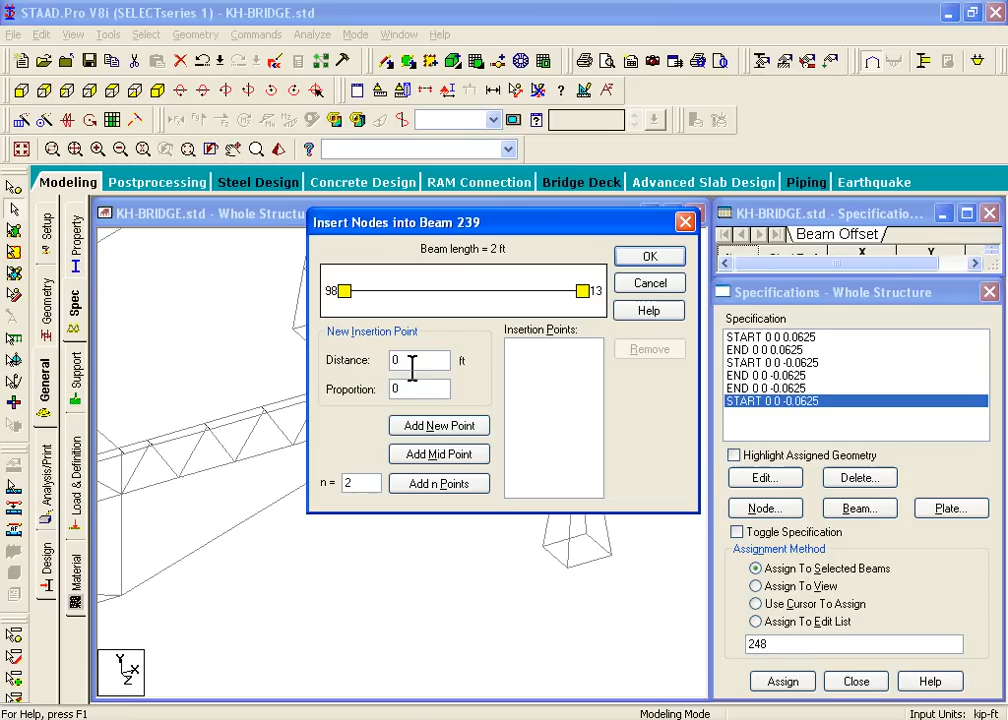 STAAD.Pro V8i (SELECTseries 1) - KH-BRIDGE.std
File Edit View Tools Select Geometry Commands Analyze Mode Window Help
Modeling Postprocessing Steel Design Concrete Design RAM Connection Bridge Deck Advanced Slab Design Piping Earthquake
KH-BRIDGE.std - Whole Structu
KH-BRIDGE.std - Specificatio...
Beam Offset
X Y
Setup
Geometry
General
Analysis/Print
Design
Property
Spec
Support
Load & Definition
Material
Insert Nodes into Beam 239
Beam length = 2 ft
98 13
OK
Cancel
Help
New Insertion Point
Distance: 0 ft
Proportion: 0
Insertion Points:
Remove
Add New Point
Add Mid Point
n = 2 Add n Points
Specifications - Whole Structure
Specification
START 0 0 0.0625
END 0 0 0.0625
START 0 0 -0.0625
END 0 0 -0.0625
END 0 0 -0.0625
START 0 0 -0.0625
Highlight Assigned Geometry
Edit... Delete...
Node... Beam... Plate...
Toggle Specification
Assignment Method
Assign To Selected Beams
Assign To View
Use Cursor To Assign
Assign To Edit List
248
Assign Close Help
Y
X
Z
For Help, press F1 Modeling Mode Input Units: kip-ft